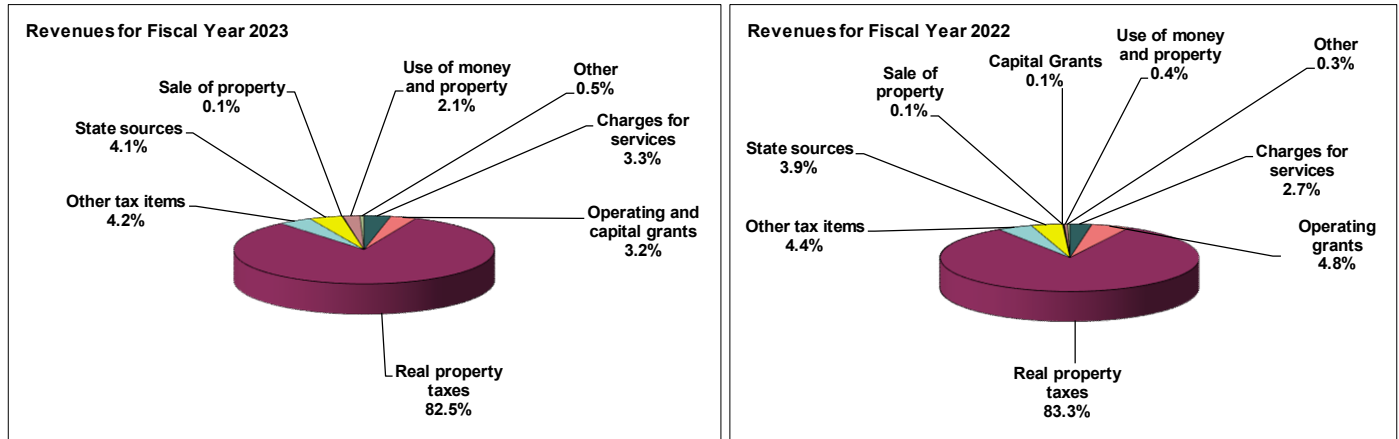 Revenues for Fiscal Year 2023
Sale of property
0.1%
Use of money
and property
2.1%
Other
0.5%
State sources
4.1%
Charges for
services
3.3%
Other tax items
4.2%
Operating and
capital grants
3.2%
Real property
taxes
82.5%
Revenues for Fiscal Year 2022
Sale of
property
0.1%
Capital Grants
0.1%
Use of money
and property
0.4%
Other
0.3%
State sources
3.9%
Charges for
services
2.7%
Other tax items
4.4%
Operating
grants
4.8%
Real property
taxes
83.3%